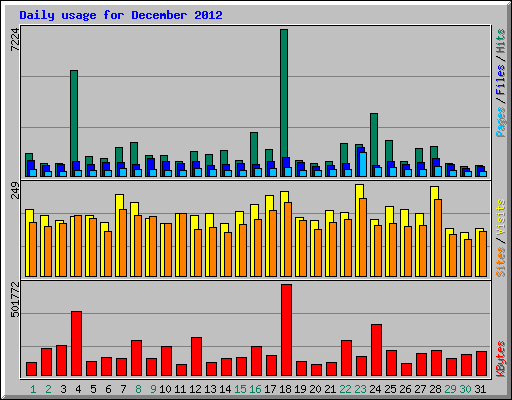 Daily usage for December 2012
7224
Pages / Files / Hits
249
Sites / Visits
501772
KBytes
1 2 3 4 5 6 7 8 9 10 11 12 13 14 15 16 17 18 19 20 21 22 23 24 25 26 27 28 29 30 31